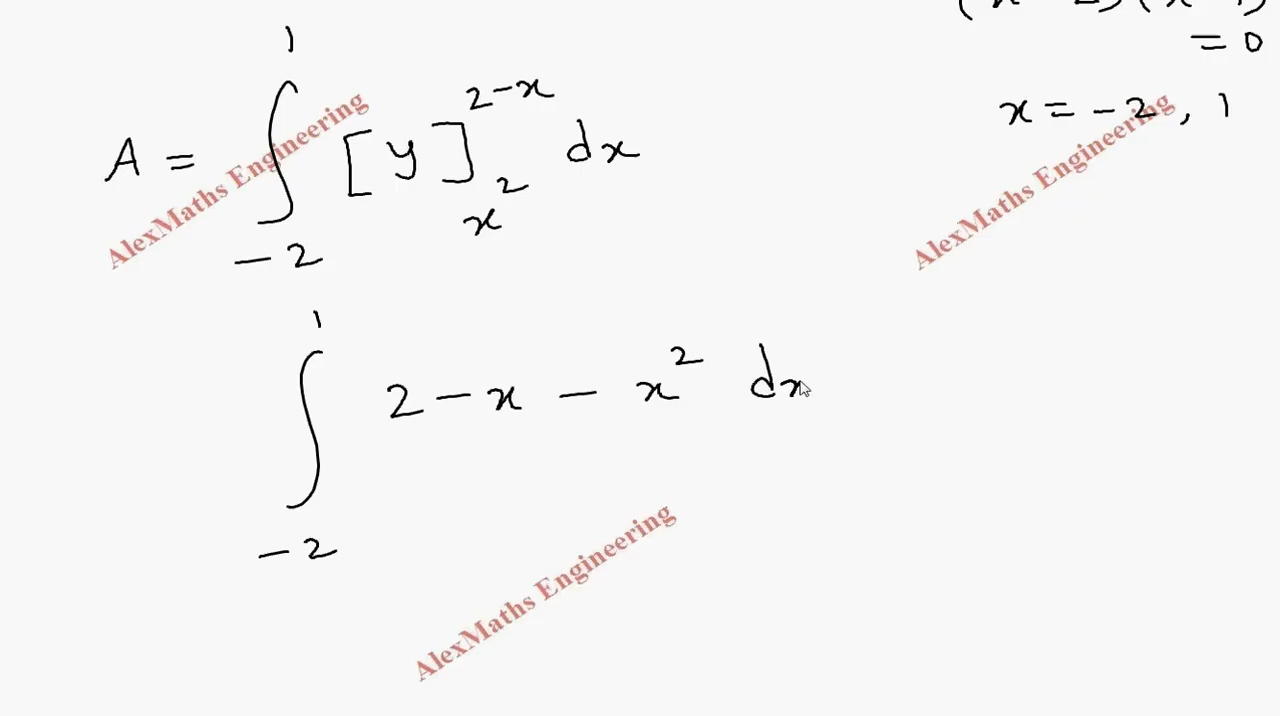 = 0
x = -2, 1
A = ∫_{-2}^{1} [y]_{x^2}^{2-x} dx
∫_{-2}^{1} 2 - x - x^2 dx
AlexMaths Engineering
AlexMaths Engineering
AlexMaths Engineering